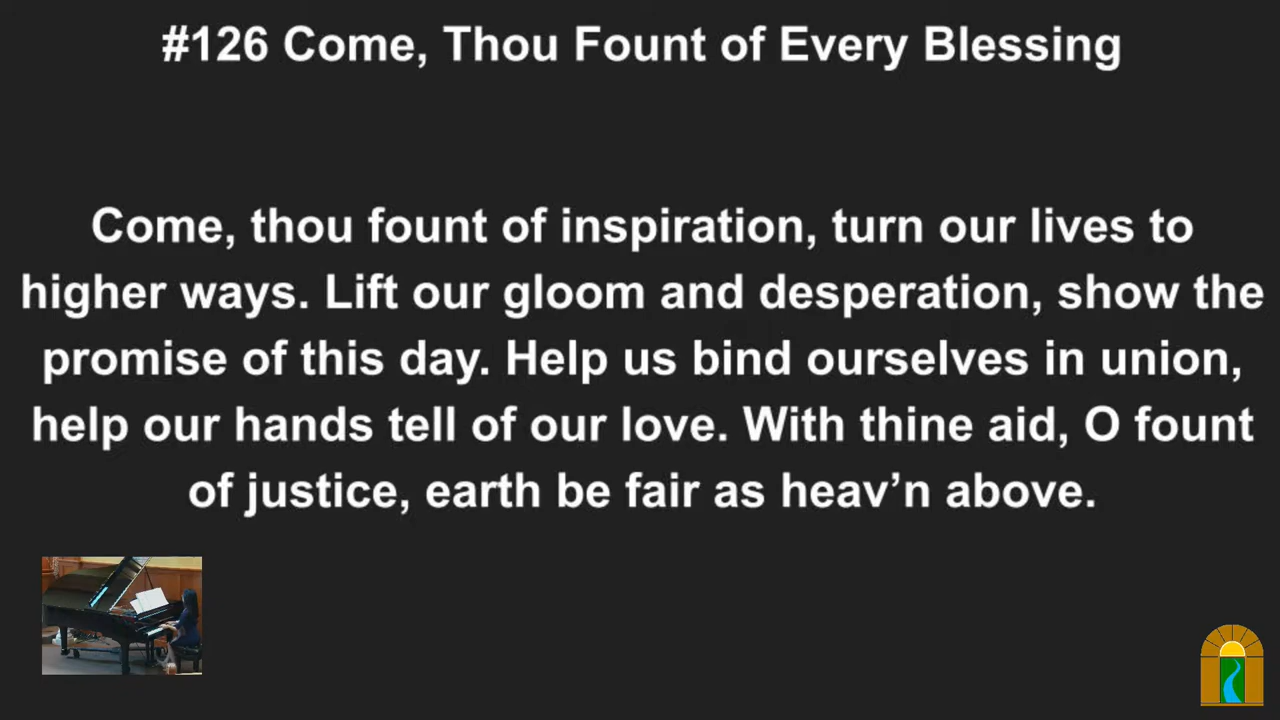 #126 Come, Thou Fount of Every Blessing
Come, thou fount of inspiration, turn our lives to
higher ways. Lift our gloom and desperation, show the
promise of this day. Help us bind ourselves in union,
help our hands tell of our love. With thine aid, O fount
of justice, earth be fair as heav’n above.